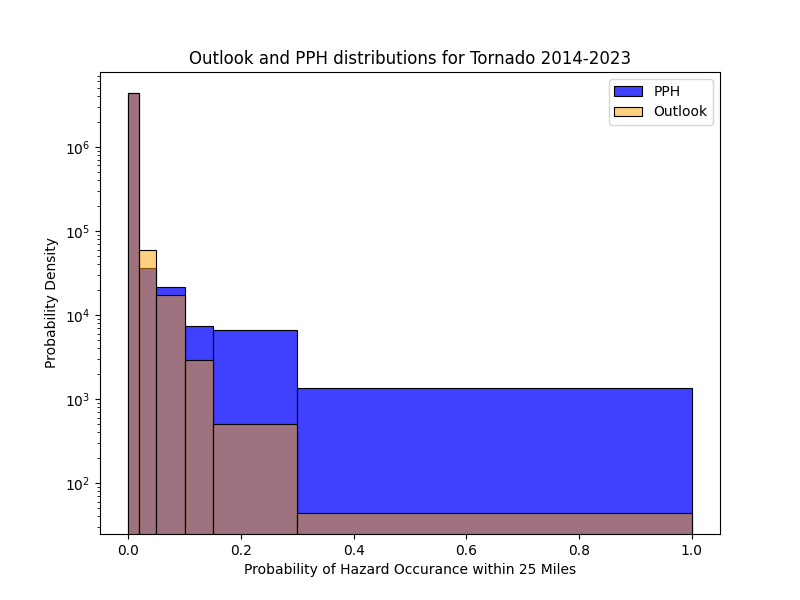 Outlook and PPH distributions for Tornado 2014-2023
PPH
Outlook
10^6
10^5
10^4
10^3
10^2
Probability Density
0.0 0.2 0.4 0.6 0.8 1.0
Probability of Hazard Occurance within 25 Miles